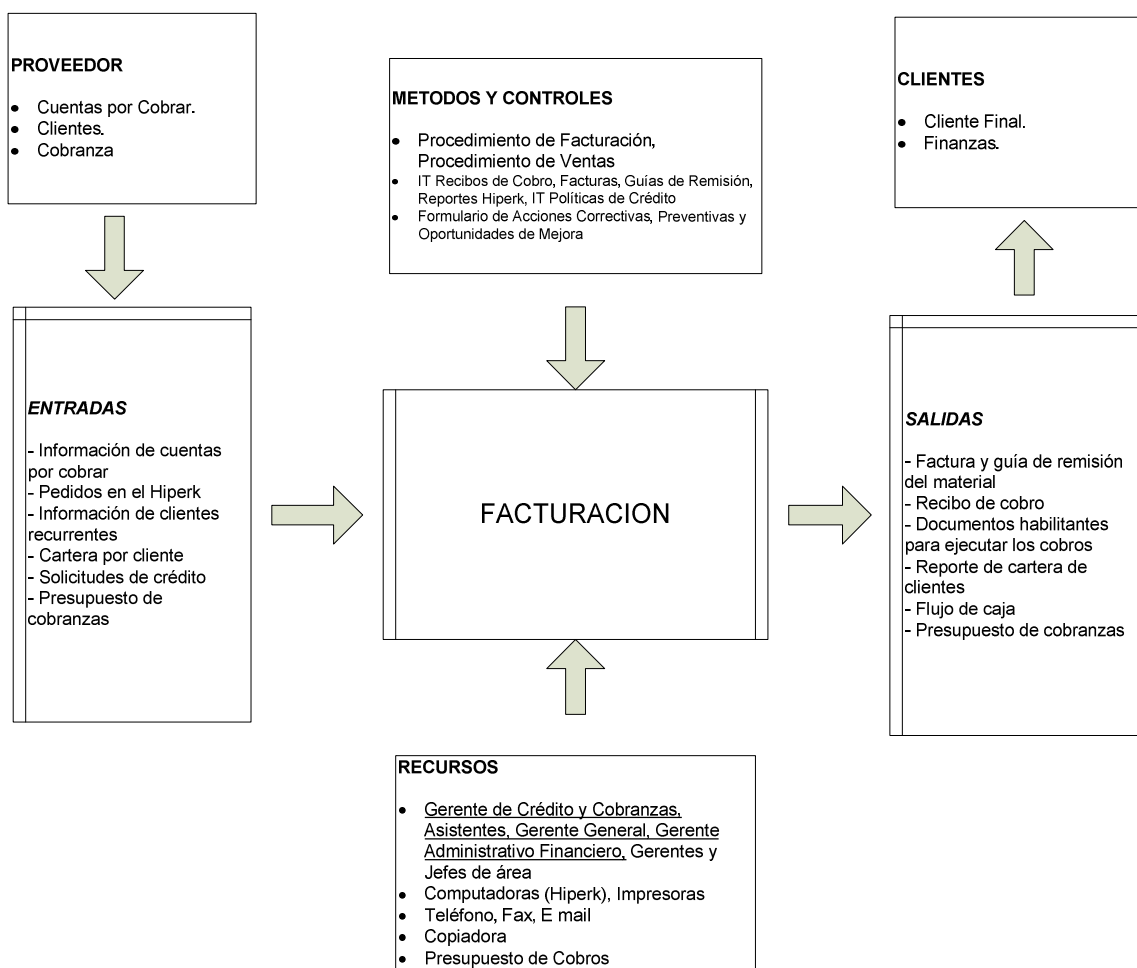 PROVEEDOR
• Cuentas por Cobrar.
• Clientes.
• Cobranza
METODOS Y CONTROLES
• Procedimiento de Facturación,
Procedimiento de Ventas
• IT Recibos de Cobro, Facturas, Guías de Remisión,
Reportes Hiperk, IT Políticas de Crédito
• Formulario de Acciones Correctivas, Preventivas y
Oportunidades de Mejora
CLIENTES
• Cliente Final.
• Finanzas.
ENTRADAS
- Información de cuentas
por cobrar
- Pedidos en el Hiperk
- Información de clientes
recurrentes
- Cartera por cliente
- Solicitudes de crédito
- Presupuesto de
cobranzas
FACTURACION
SALIDAS
- Factura y guía de remisión
del material
- Recibo de cobro
- Documentos habilitantes
para ejecutar los cobros
- Reporte de cartera de
clientes
- Flujo de caja
- Presupuesto de cobranzas
RECURSOS
• Gerente de Crédito y Cobranzas,
Asistentes, Gerente General, Gerente
Administrativo Financiero, Gerentes y
Jefes de área
• Computadoras (Hiperk), Impresoras
• Teléfono, Fax, E mail
• Copiadora
• Presupuesto de Cobros